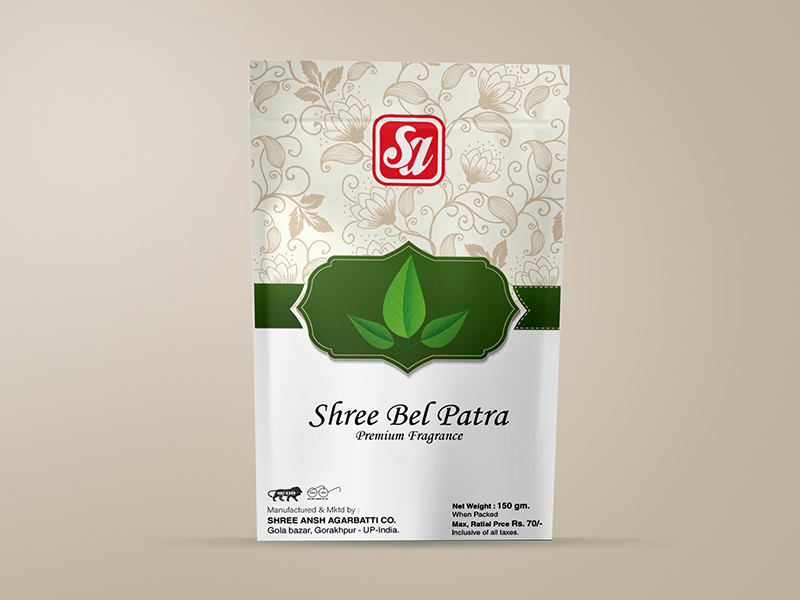 Sa
Shree Bel Patra
Premium Fragrance
Manufactured & Mktd by :
SHREE ANSH AGARBATTI CO.
Gola bazar, Gorakhpur - UP-India.
Net Weight : 150 gm.
When Packed
Max, Ratial Prce Rs. 70/-
Inclusive of all taxes.